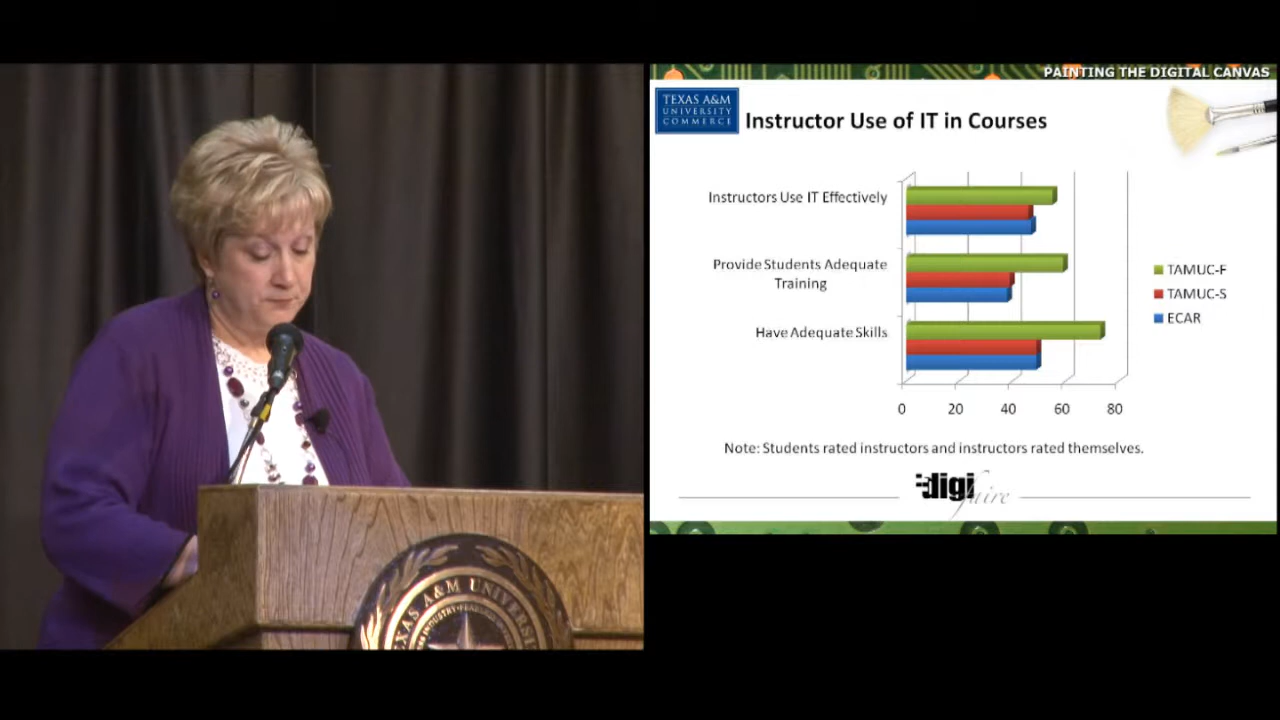 PAINTING THE DIGITAL CANVAS
TEXAS A&M
UNIVERSITY
COMMERCE
Instructor Use of IT in Courses
Instructors Use IT Effectively
Provide Students Adequate
Training
Have Adequate Skills
TAMUC-F
TAMUC-S
ECAR
0 20 40 60 80
Note: Students rated instructors and instructors rated themselves.
digi
faire
TEXAS A&M